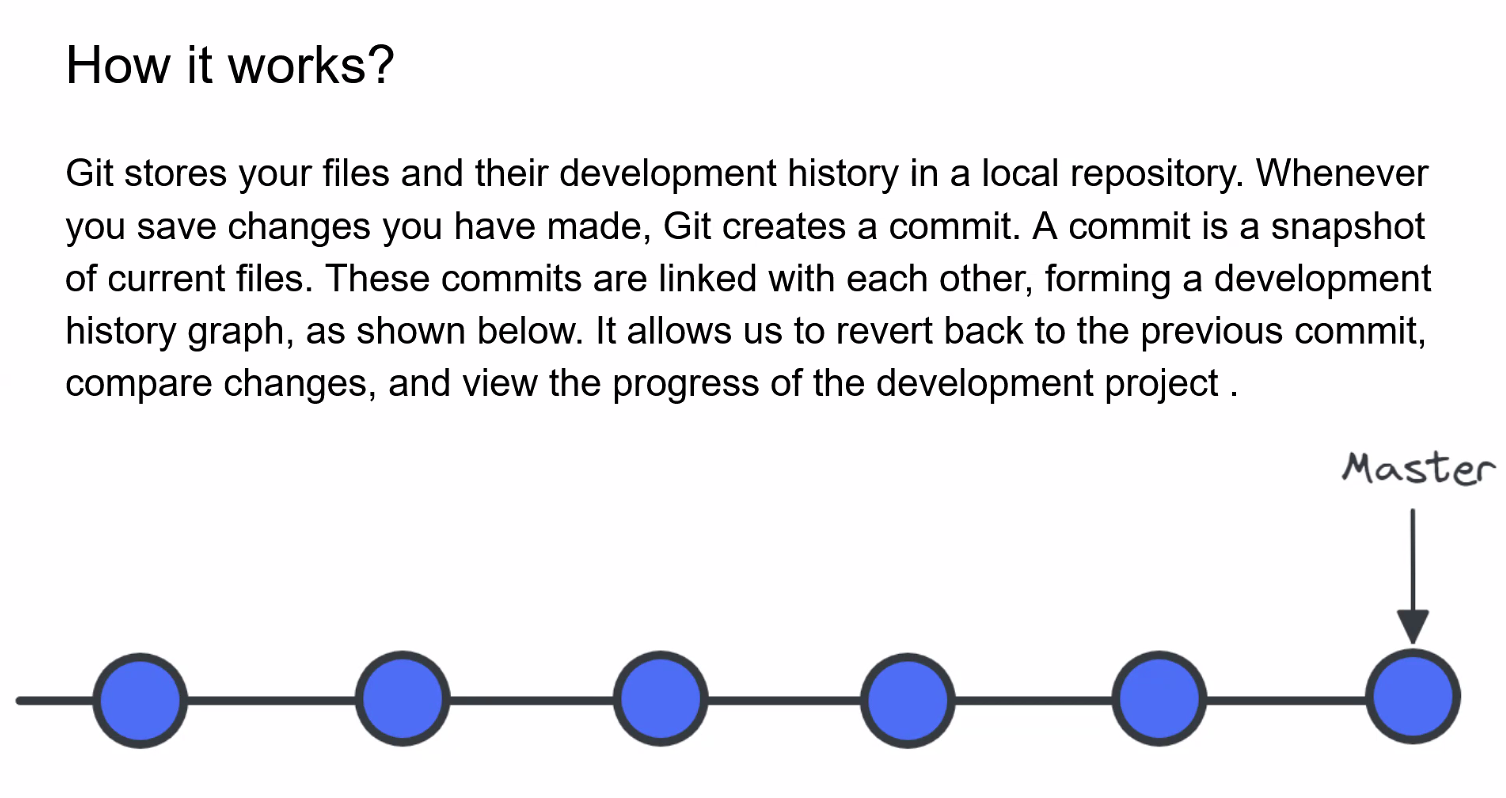 How it works?
Git stores your files and their development history in a local repository. Whenever
you save changes you have made, Git creates a commit. A commit is a snapshot
of current files. These commits are linked with each other, forming a development
history graph, as shown below. It allows us to revert back to the previous commit,
compare changes, and view the progress of the development project .
Master